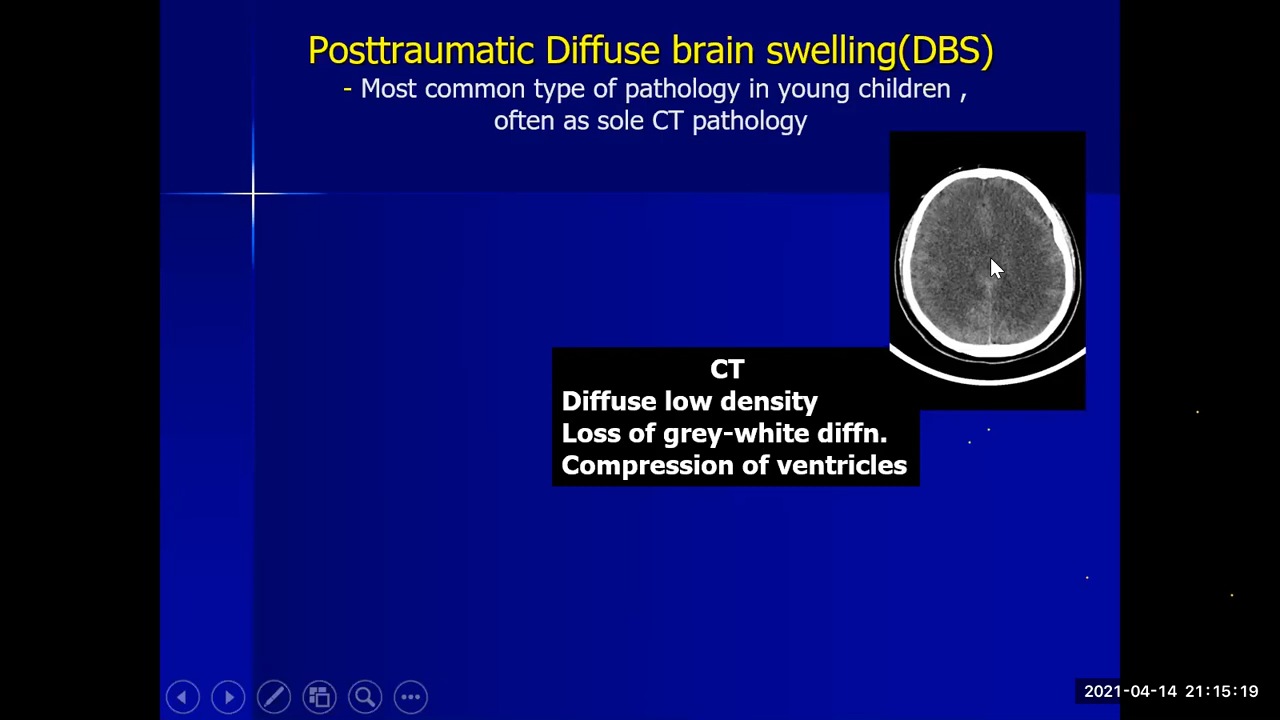 Posttraumatic Diffuse brain swelling(DBS)
- Most common type of pathology in young children ,
often as sole CT pathology
CT
Diffuse low density
Loss of grey-white diffn.
Compression of ventricles
2021-04-14 21:15:19